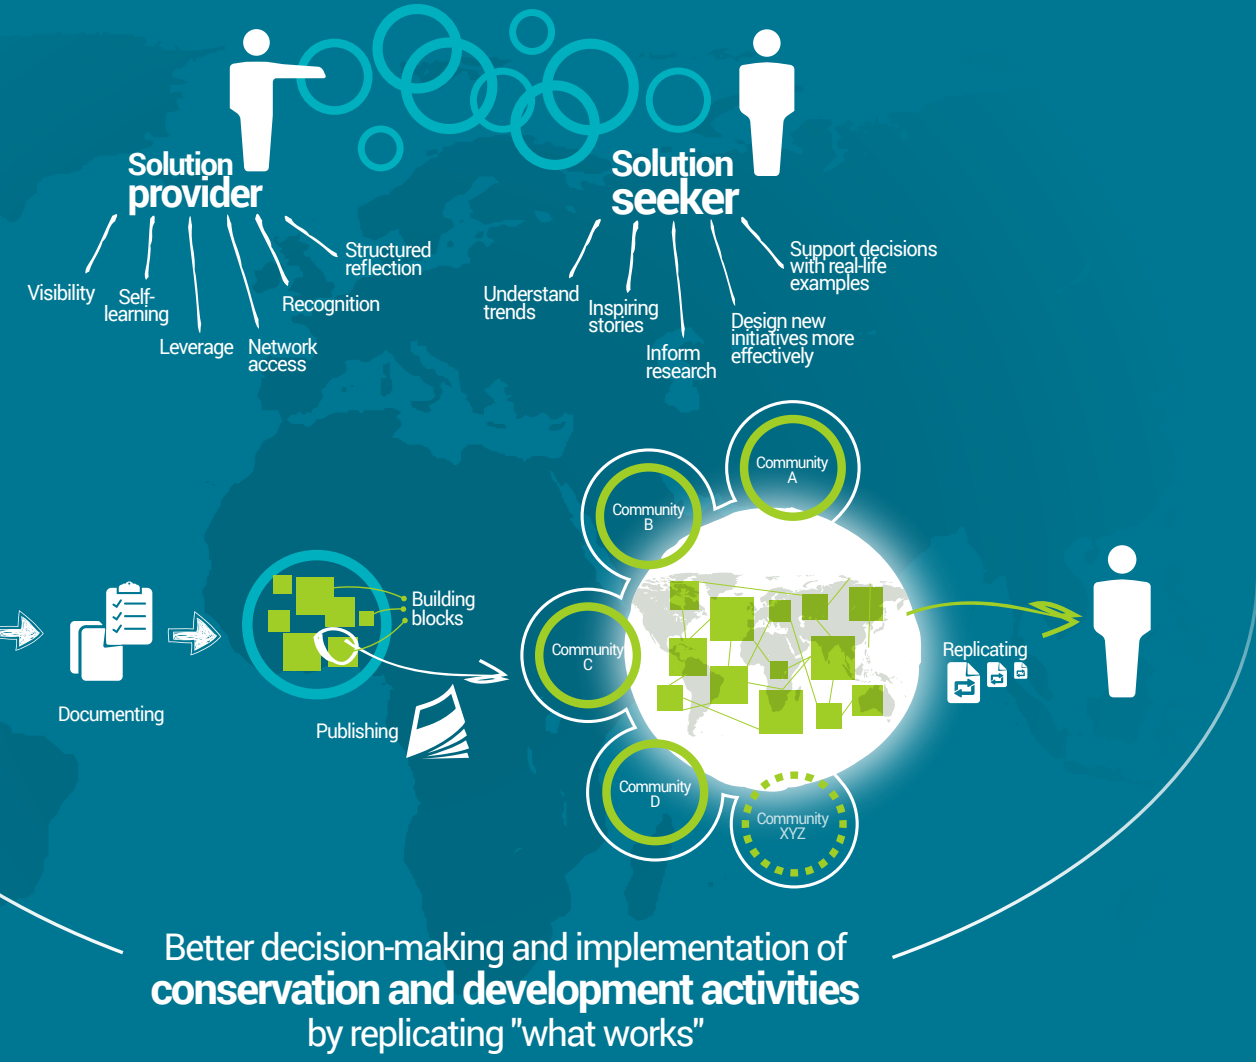 Solution
provider
Visibility
Self-
learning
Leverage
Network
access
Recognition
Structured
reflection
Solution
seeker
Understand
trends
Inspiring
stories
Inform
research
Design new
initiatives more
effectively
Support decisions
with real-life
examples
Community
A
Community
B
Community
C
Community
D
Community
XYZ
Documenting
Building
blocks
Publishing
Replicating
Better decision-making and implementation of
conservation and development activities
by replicating "what works"